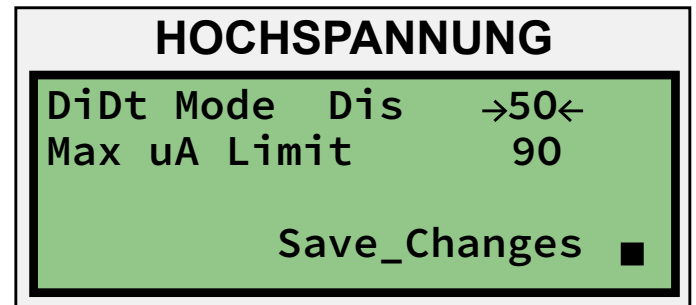 HOCHSPANNUNG
DiDt Mode  Dis    →50←
Max uA Limit       90
Save_Changes ■